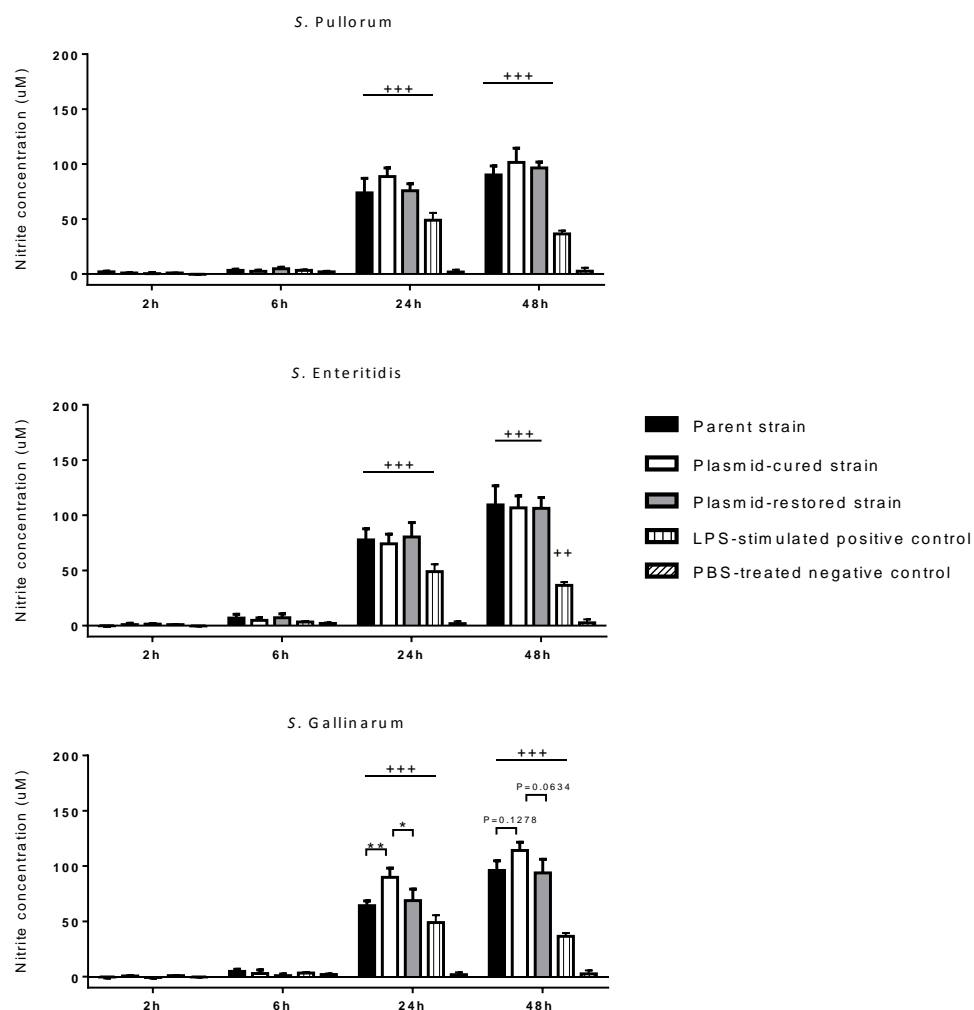 S. Pullorum
Nitrite concentration (uM)
200
150
100
50
0
+++
+++
2h 6h 24h 48h
S. Enteritidis
Nitrite concentration (uM)
200
150
100
50
0
+++
+++
++
2h 6h 24h 48h
Parent strain
Plasmid-cured strain
Plasmid-restored strain
LPS-stimulated positive control
PBS-treated negative control
S. Gallinarum
Nitrite concentration (uM)
200
150
100
50
0
+++
+++
P=0.0634
P=0.1278
*
**
2h 6h 24h 48h